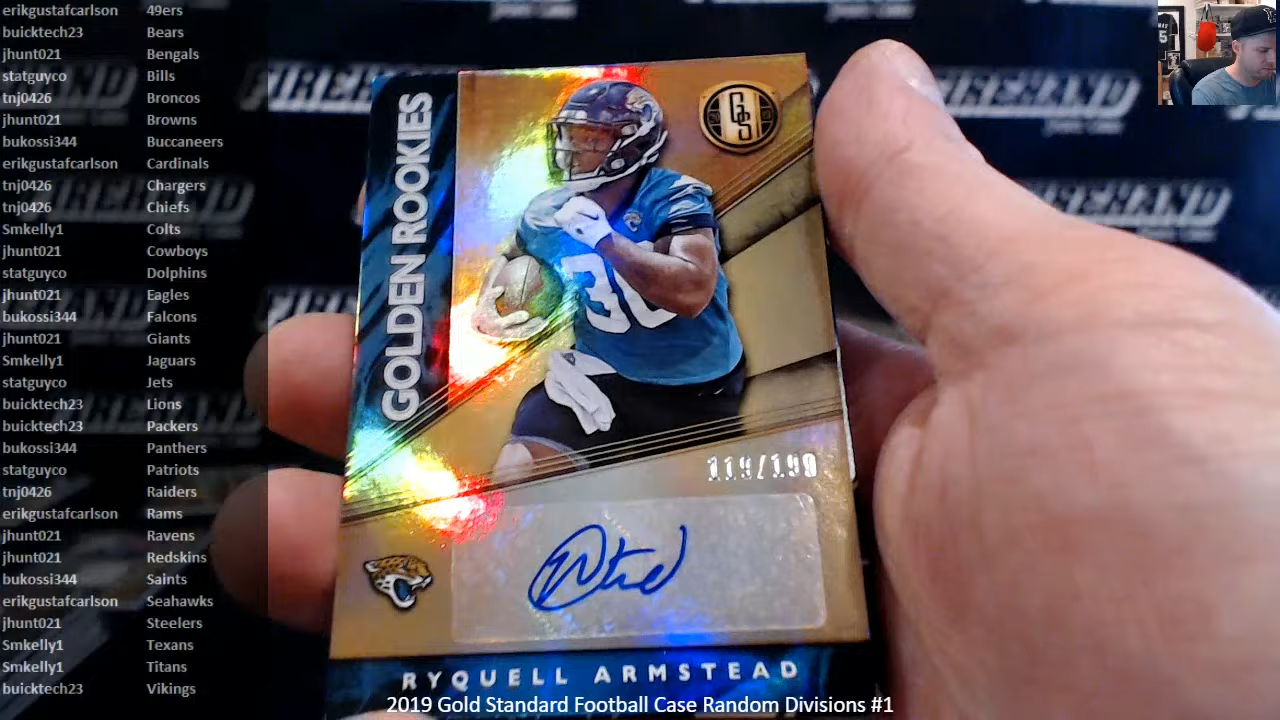 erikgustafcarlson 49ers
buicktech23 Bears
jhunt021 Bengals
statguyco Bills
tnj0426 Broncos
jhunt021 Browns
bukossi344 Buccaneers
erikgustafcarlson Cardinals
tnj0426 Chargers
tnj0426 Chiefs
Smkelly1 Colts
jhunt021 Cowboys
statguyco Dolphins
jhunt021 Eagles
bukossi344 Falcons
jhunt021 Giants
Smkelly1 Jaguars
statguyco Jets
buicktech23 Lions
buicktech23 Packers
bukossi344 Panthers
statguyco Patriots
tnj0426 Raiders
erikgustafcarlson Rams
jhunt021 Ravens
jhunt021 Redskins
bukossi344 Saints
erikgustafcarlson Seahawks
jhunt021 Steelers
Smkelly1 Texans
Smkelly1 Titans
buicktech23 Vikings
FIREHAND
GOLDEN ROOKIES
GS
30
119/199
RYQUELL ARMSTEAD
2019 Gold Standard Football Case Random Divisions #1